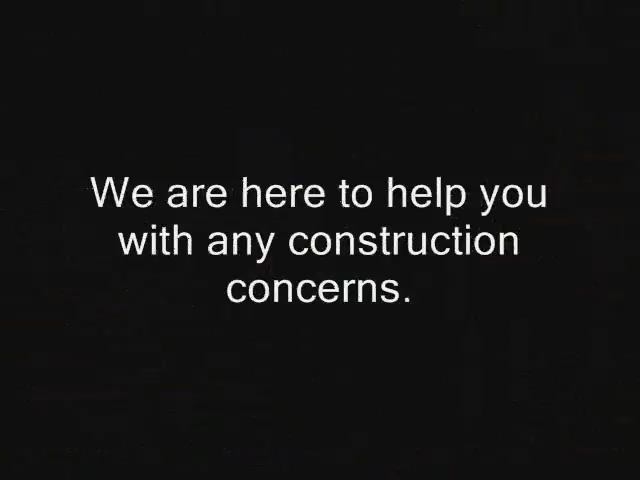 We are here to help you
with any construction
concerns.